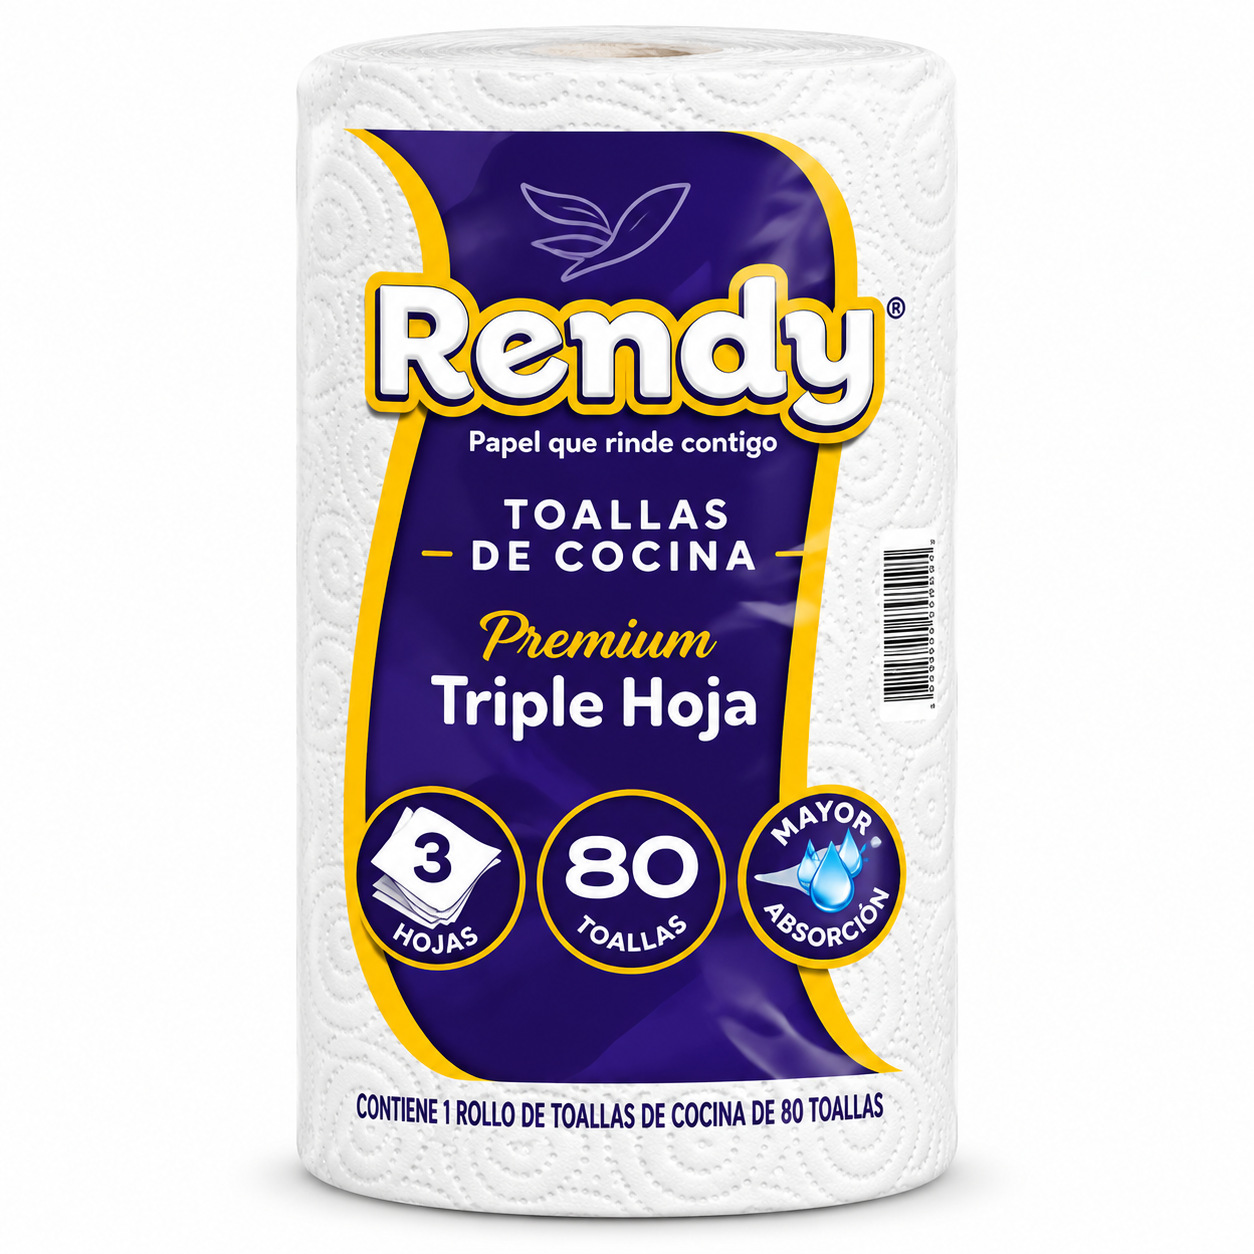 Rendy®
Papel que rinde contigo
TOALLAS
DE COCINA
Premium
Triple Hoja
3
HOJAS
80
TOALLAS
MAYOR
ABSORCIÓN
CONTIENE 1 ROLLO DE TOALLAS DE COCINA DE 80 TOALLAS